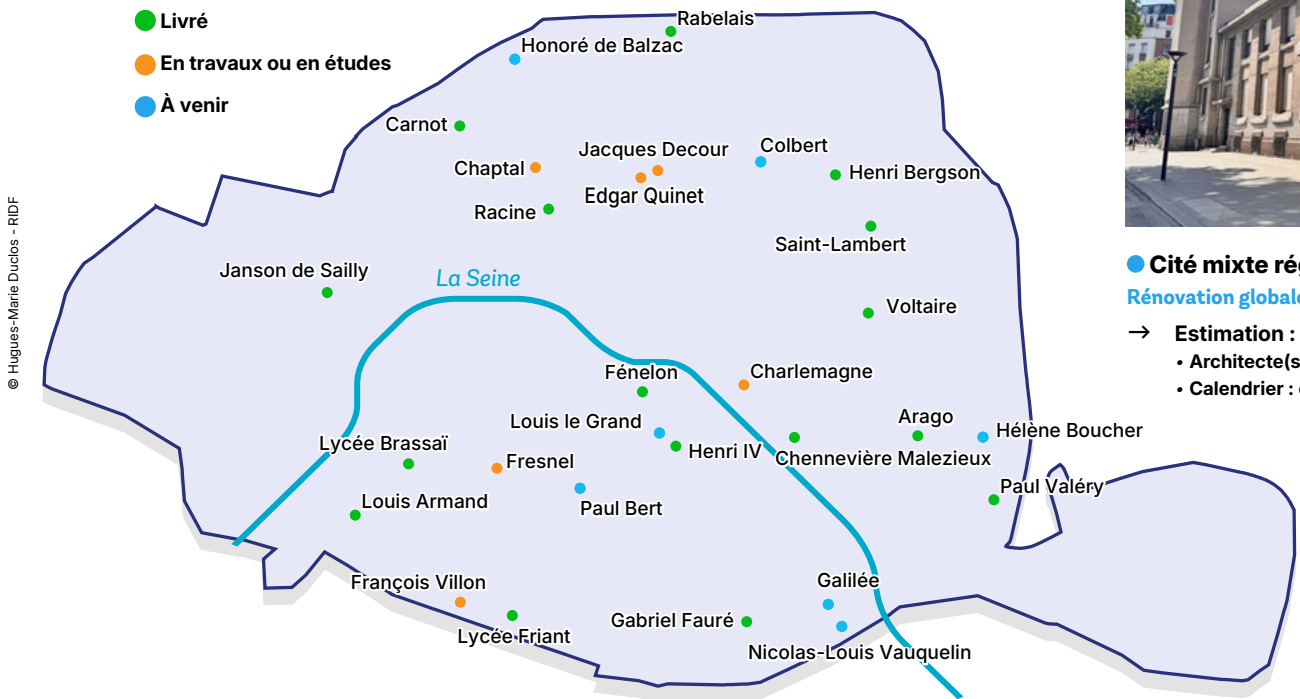 Livré
En travaux ou en études
À venir
Rabelais
Honoré de Balzac
Carnot
Chaptal
Jacques Decour
Edgar Quinet
Colbert
Henri Bergson
Racine
Saint-Lambert
Janson de Sailly
La Seine
Voltaire
Fénelon
Charlemagne
Louis le Grand
Henri IV
Arago
Hélène Boucher
Chennevière Malezieux
Lycée Brassaï
Fresnel
Louis Armand
Paul Bert
Paul Valéry
François Villon
Lycée Friant
Gabriel Fauré
Galilée
Nicolas-Louis Vauquelin
© Hugues-Marie Duclos - RIDF
Cité mixte rég
Rénovation globale
→ Estimation :
• Architecte(s
• Calendrier :